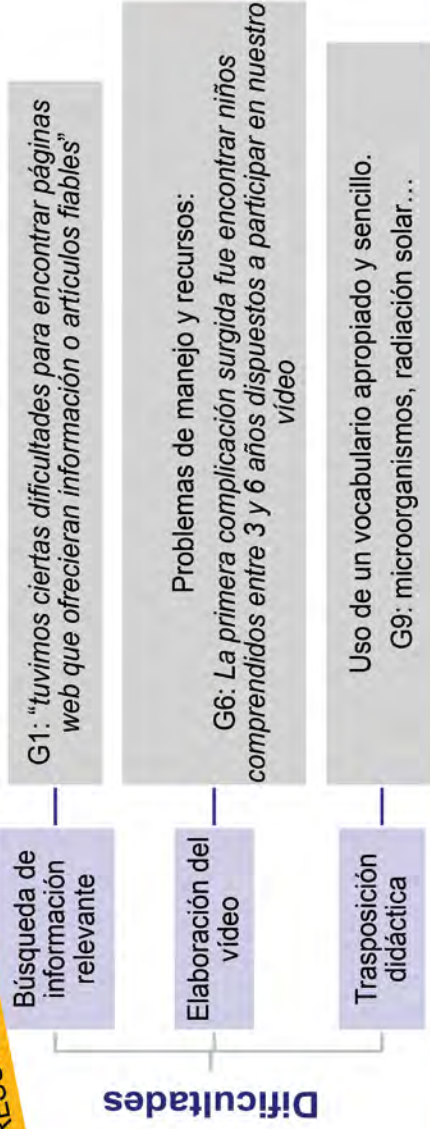 Dificultades
Búsqueda de
información
relevante
G1: “tuvimos ciertas dificultades para encontrar páginas
web que ofrecieran información o artículos fiables”
Elaboración del
vídeo
Problemas de manejo y recursos:
G6: La primera complicación surgida fue encontrar niños
comprendidos entre 3 y 6 años dispuestos a participar en nuestro
vídeo
Trasposición
didáctica
Uso de un vocabulario apropiado y sencillo.
G9: microorganismos, radiación solar…